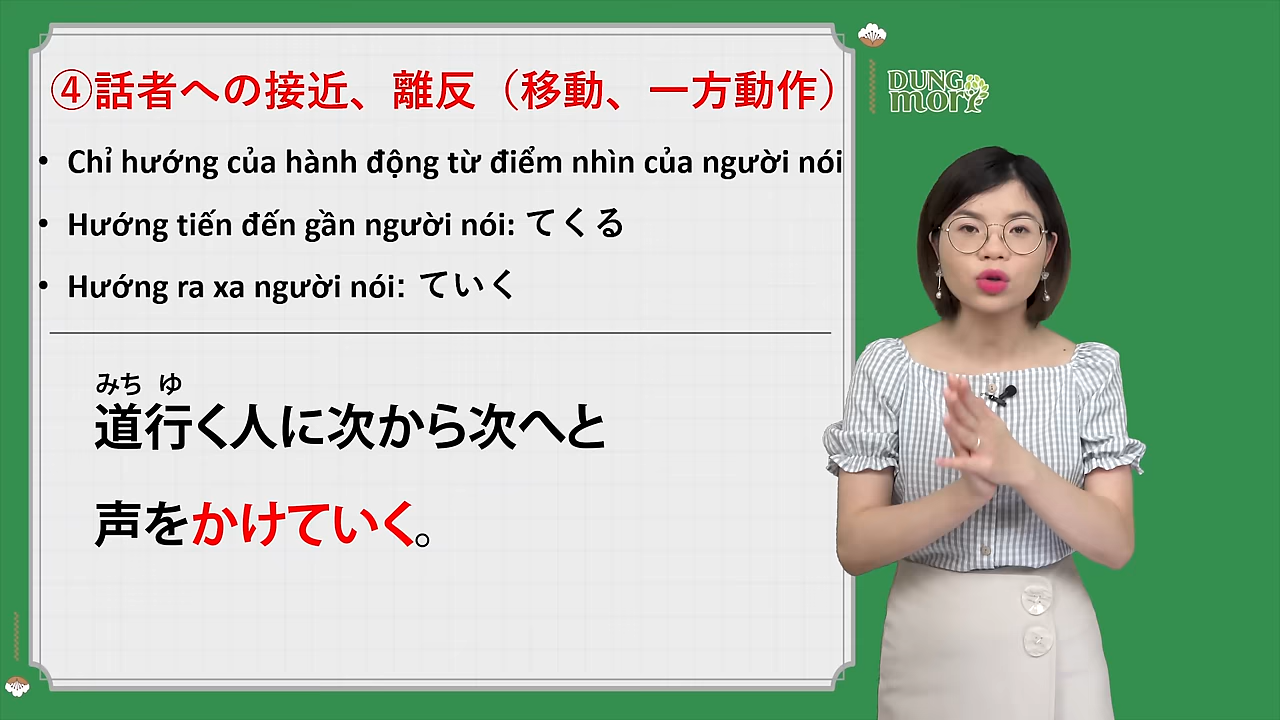 ④話者への接近、離反（移動、一方動作）
• Chỉ hướng của hành động từ điểm nhìn của người nói
• Hướng tiến đến gần người nói: てくる
• Hướng ra xa người nói: ていく
みち ゆ
道行く人に次から次へと
声をかけていく。
DUNG
morE